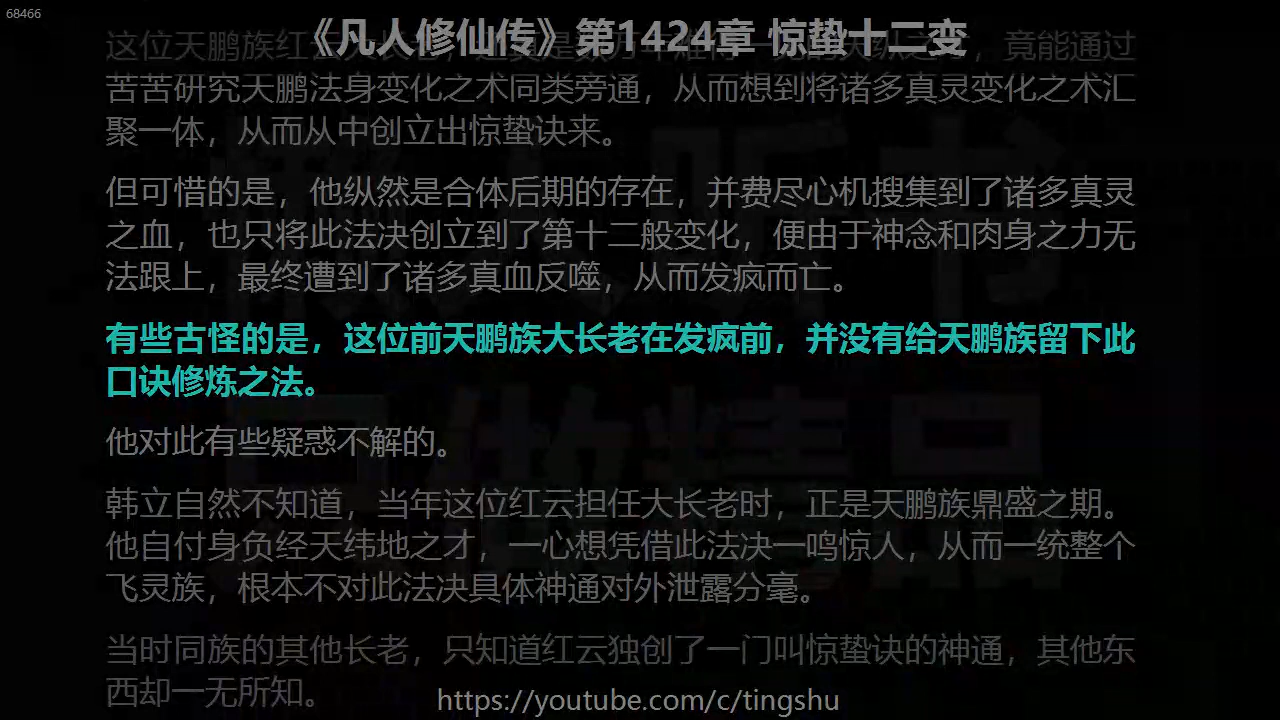 68466
《凡人修仙传》第1424章 惊蛰十二变
这位天鹏族红云大长老，
竟能通过
苦苦研究天鹏法身变化之术同类旁通，从而想到将诸多真灵变化之术汇
聚一体，从而从中创立出惊蛰诀来。
但可惜的是，他纵然是合体后期的存在，并费尽心机搜集到了诸多真灵
之血，也只将此法决创立到了第十二般变化，便由于神念和肉身之力无
法跟上，最终遭到了诸多真血反噬，从而发疯而亡。
有些古怪的是，这位前天鹏族大长老在发疯前，并没有给天鹏族留下此
口诀修炼之法。
他对此有些疑惑不解的。
韩立自然不知道，当年这位红云担任大长老时，正是天鹏族鼎盛之期。
他自付身负经天纬地之才，一心想凭借此法决一鸣惊人，从而一统整个
飞灵族，根本不对此法决具体神通对外泄露分毫。
当时同族的其他长老，只知道红云独创了一门叫惊蛰诀的神通，其他东
西却一无所知。
https://youtube.com/c/tingshu